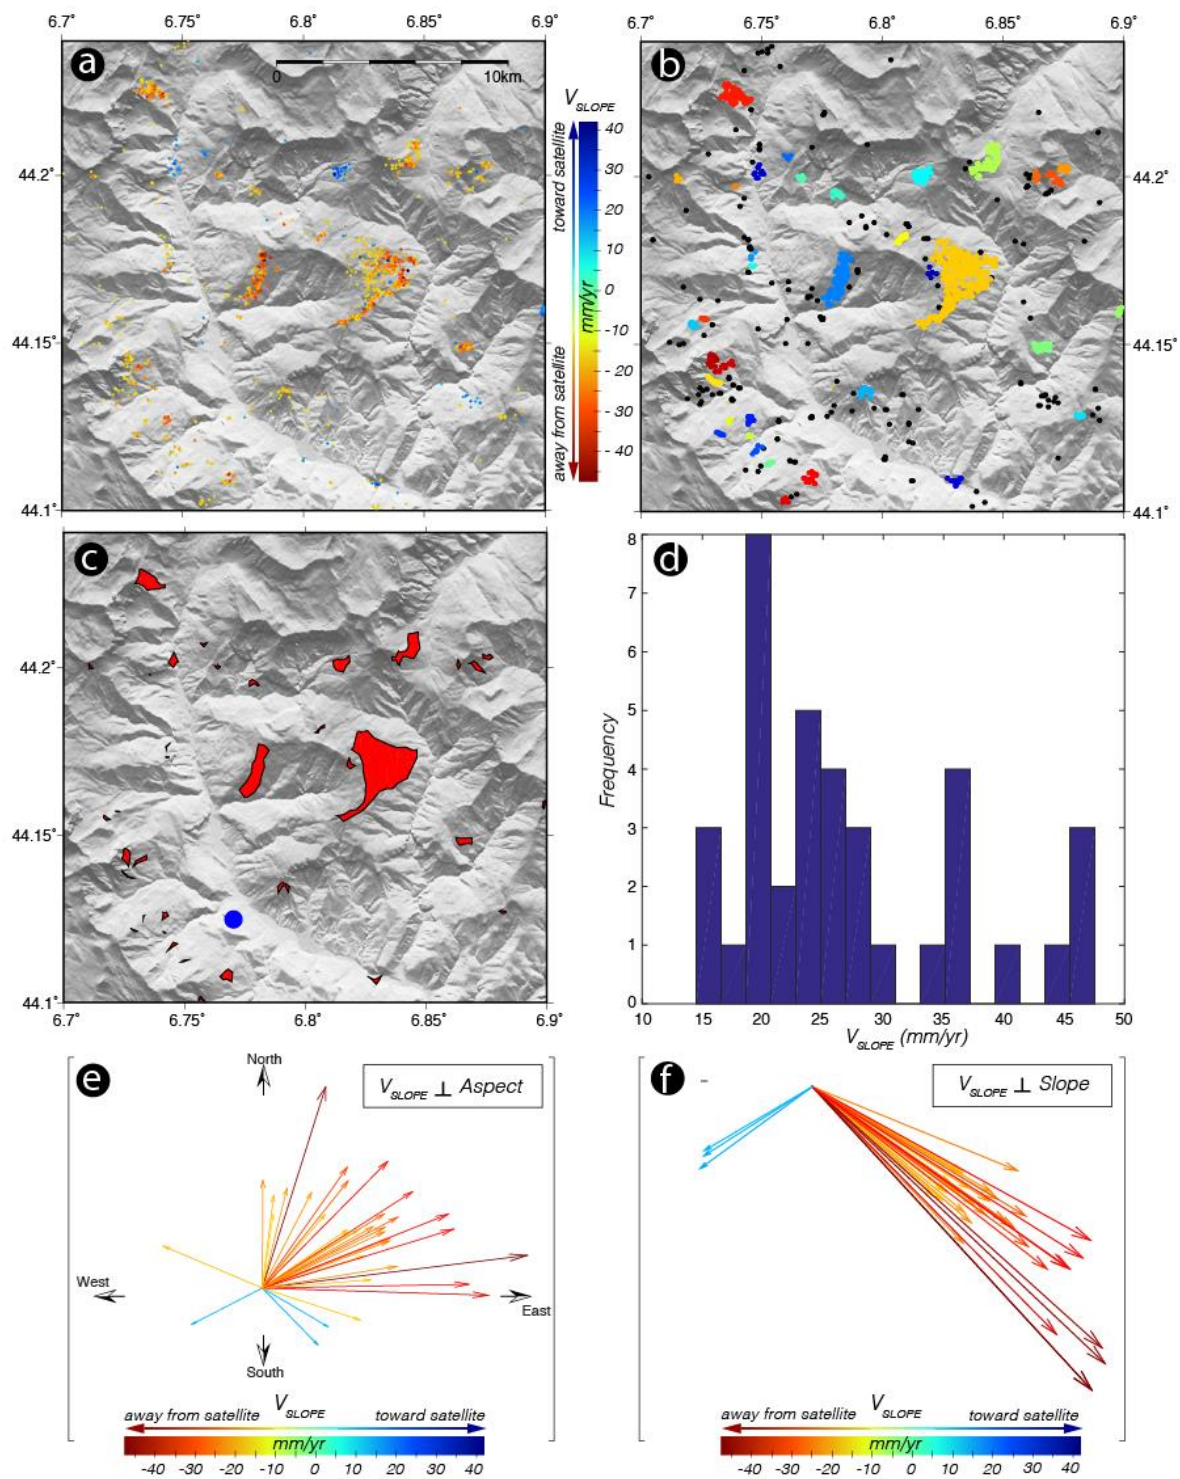 6.7° 6.75° 6.8° 6.85° 6.9°
6.7° 6.75° 6.8° 6.85° 6.9°
a
0 10km
V_SLOPE
toward satellite
40
30
20
10
0
-10
-20
-30
-40
mm/yr
away from satellite
44.2°
44.15°
44.1°
b
44.2°
44.15°
44.1°
c
44.2°
44.15°
44.1°
6.7° 6.75° 6.8° 6.85° 6.9°
d
8
7
5
4
3
2
1
0
Frequency
10 15 20 25 30 35 40 45 50
V_SLOPE (mm/yr)
e
North
V_SLOPE ⊥ Aspect
West
East
South
V_SLOPE
away from satellite toward satellite
mm/yr
-40 -30 -20 -10 0 10 20 30 40
f
V_SLOPE ⊥ Slope
V_SLOPE
away from satellite toward satellite
mm/yr
-40 -30 -20 -10 0 10 20 30 40